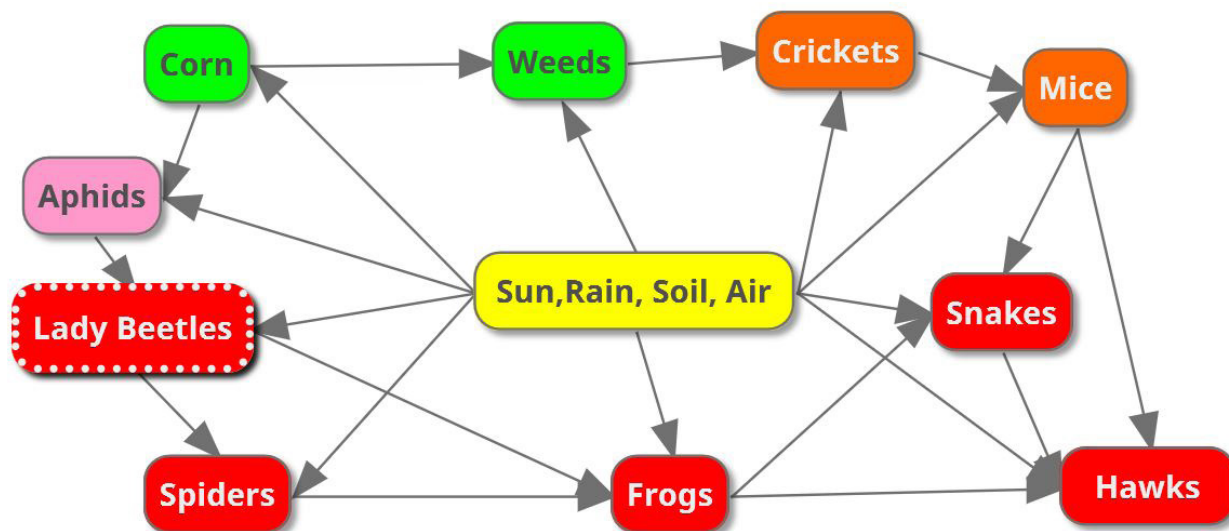 Corn
Weeds
Crickets
Mice
Aphids
Sun,Rain, Soil, Air
Lady Beetles
Snakes
Spiders
Frogs
Hawks